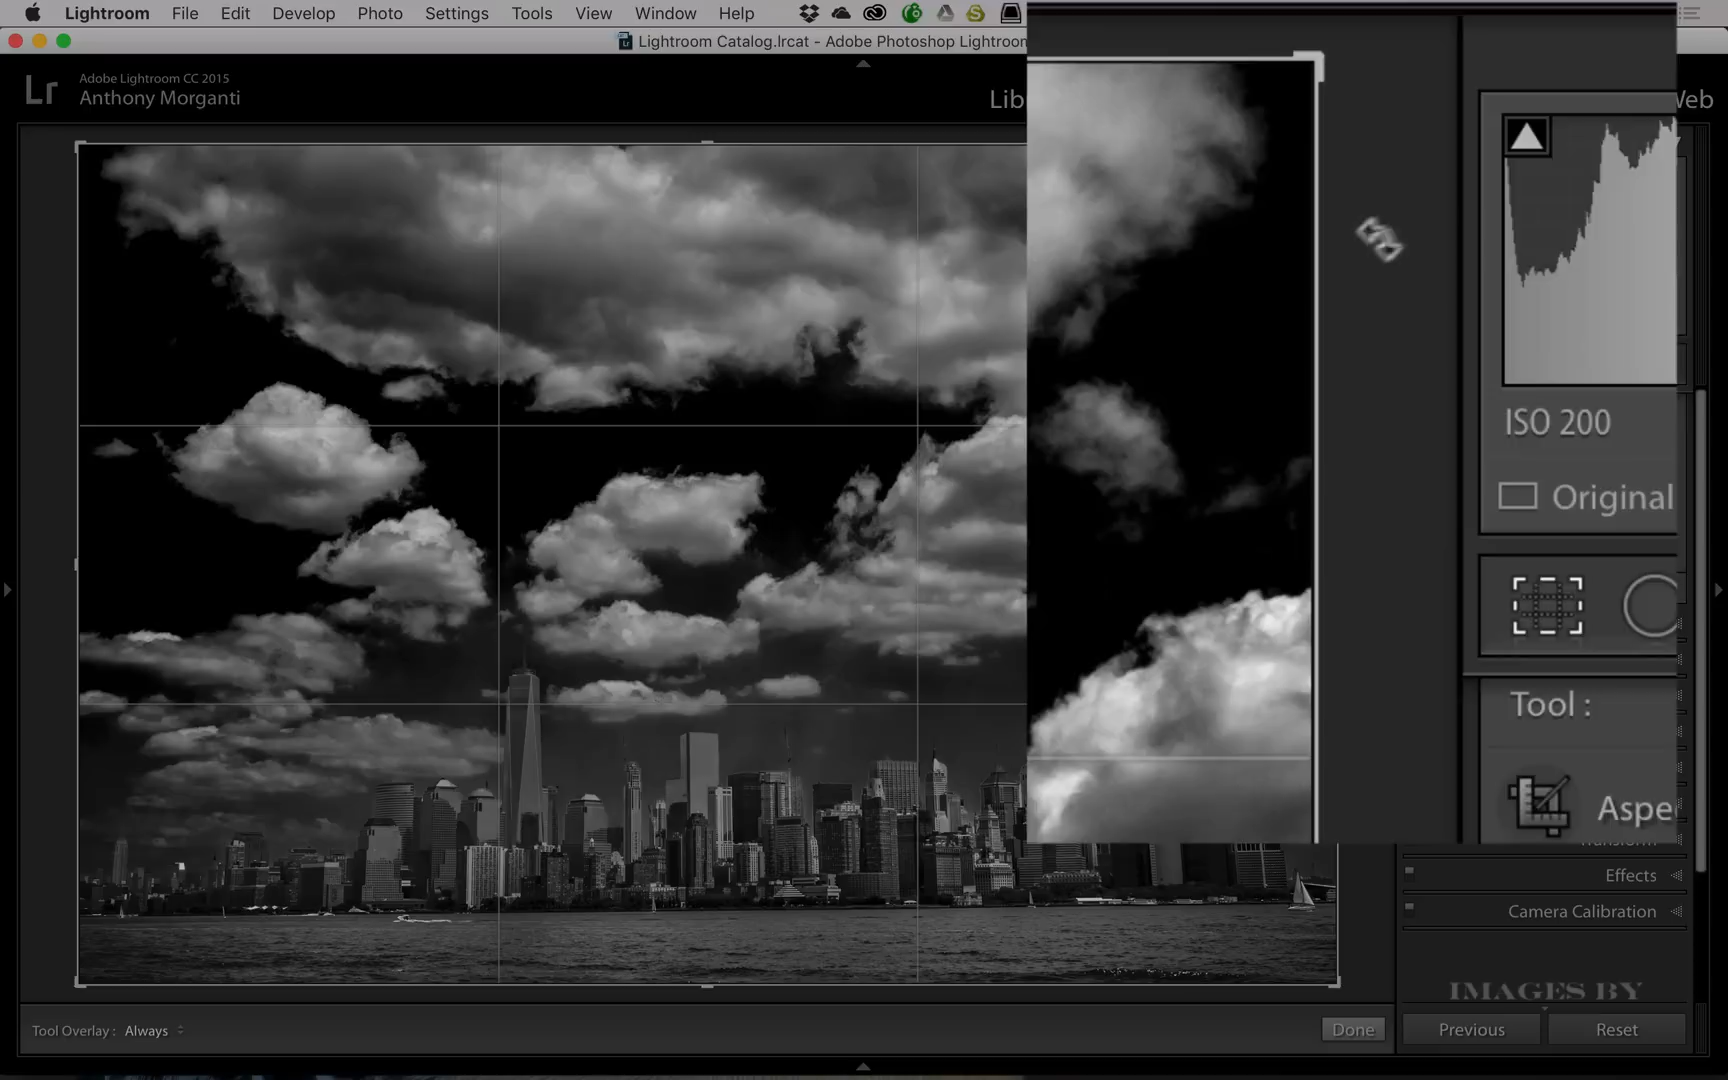 Lightroom File Edit Develop Photo Settings Tools View Window Help
Lightroom Catalog.lrcat - Adobe Photoshop Lightroom
Lr
Adobe Lightroom CC 2015
Anthony Morganti
Lib
Web
ISO 200
Original
Tool :
Aspe
Effects
Camera Calibration
IMAGES BY
Tool Overlay : Always
Done
Previous
Reset